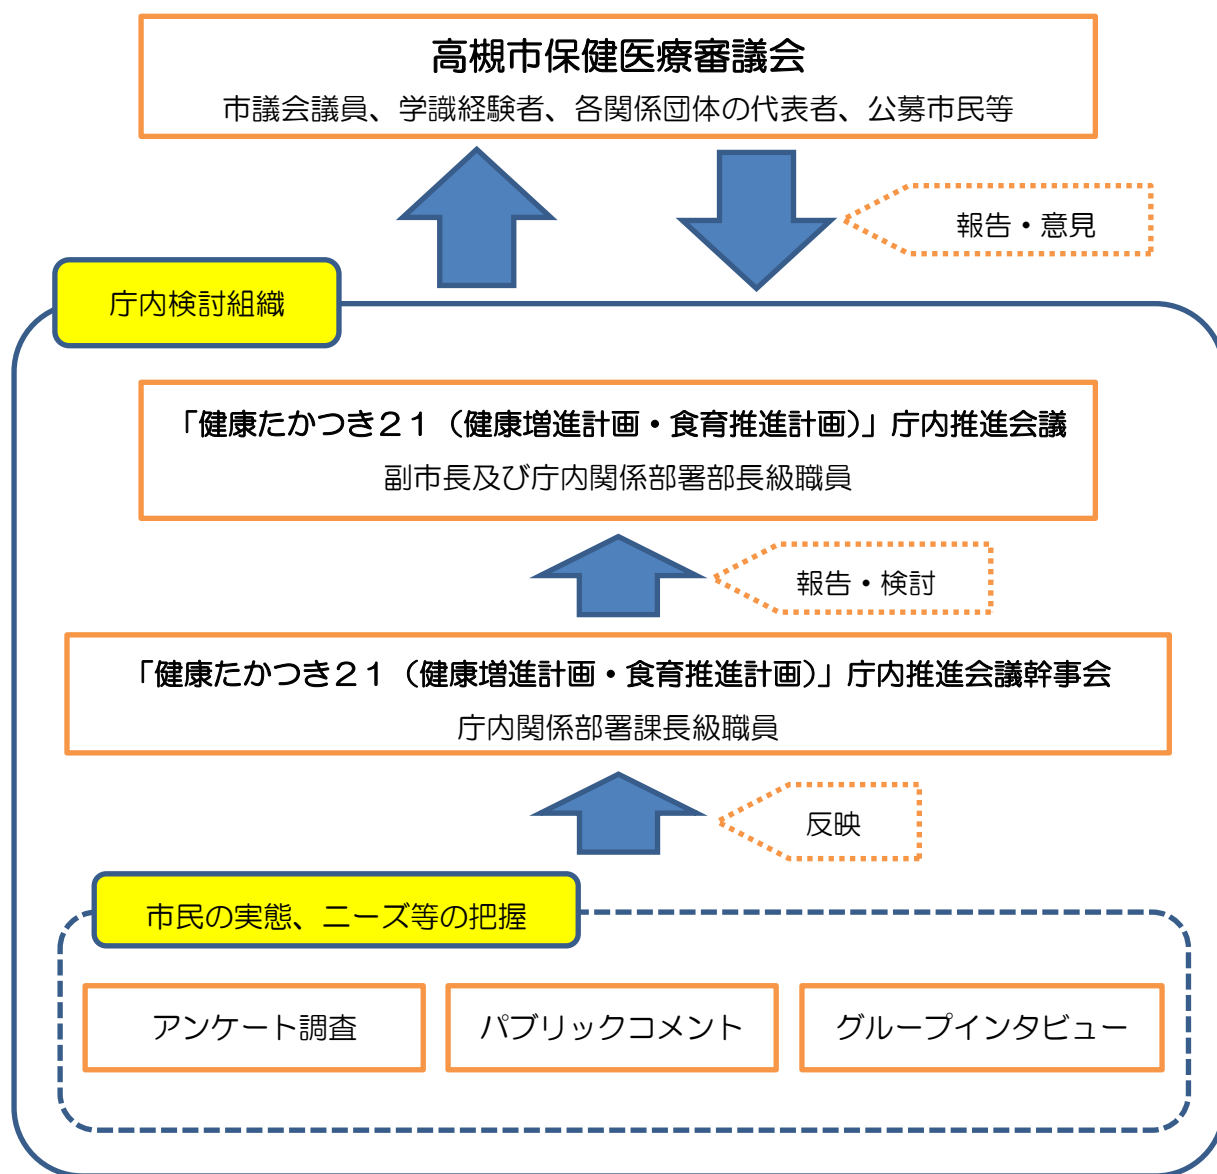 高槻市保健医療審議会
市議会議員、学識経験者、各関係団体の代表者、公募市民等
報告・意見
庁内検討組織
「健康たかつき２１（健康増進計画・食育推進計画）」庁内推進会議
副市長及び庁内関係部署部長級職員
報告・検討
「健康たかつき２１（健康増進計画・食育推進計画）」庁内推進会議幹事会
庁内関係部署課長級職員
反映
市民の実態、ニーズ等の把握
アンケート調査
パブリックコメント
グループインタビュー